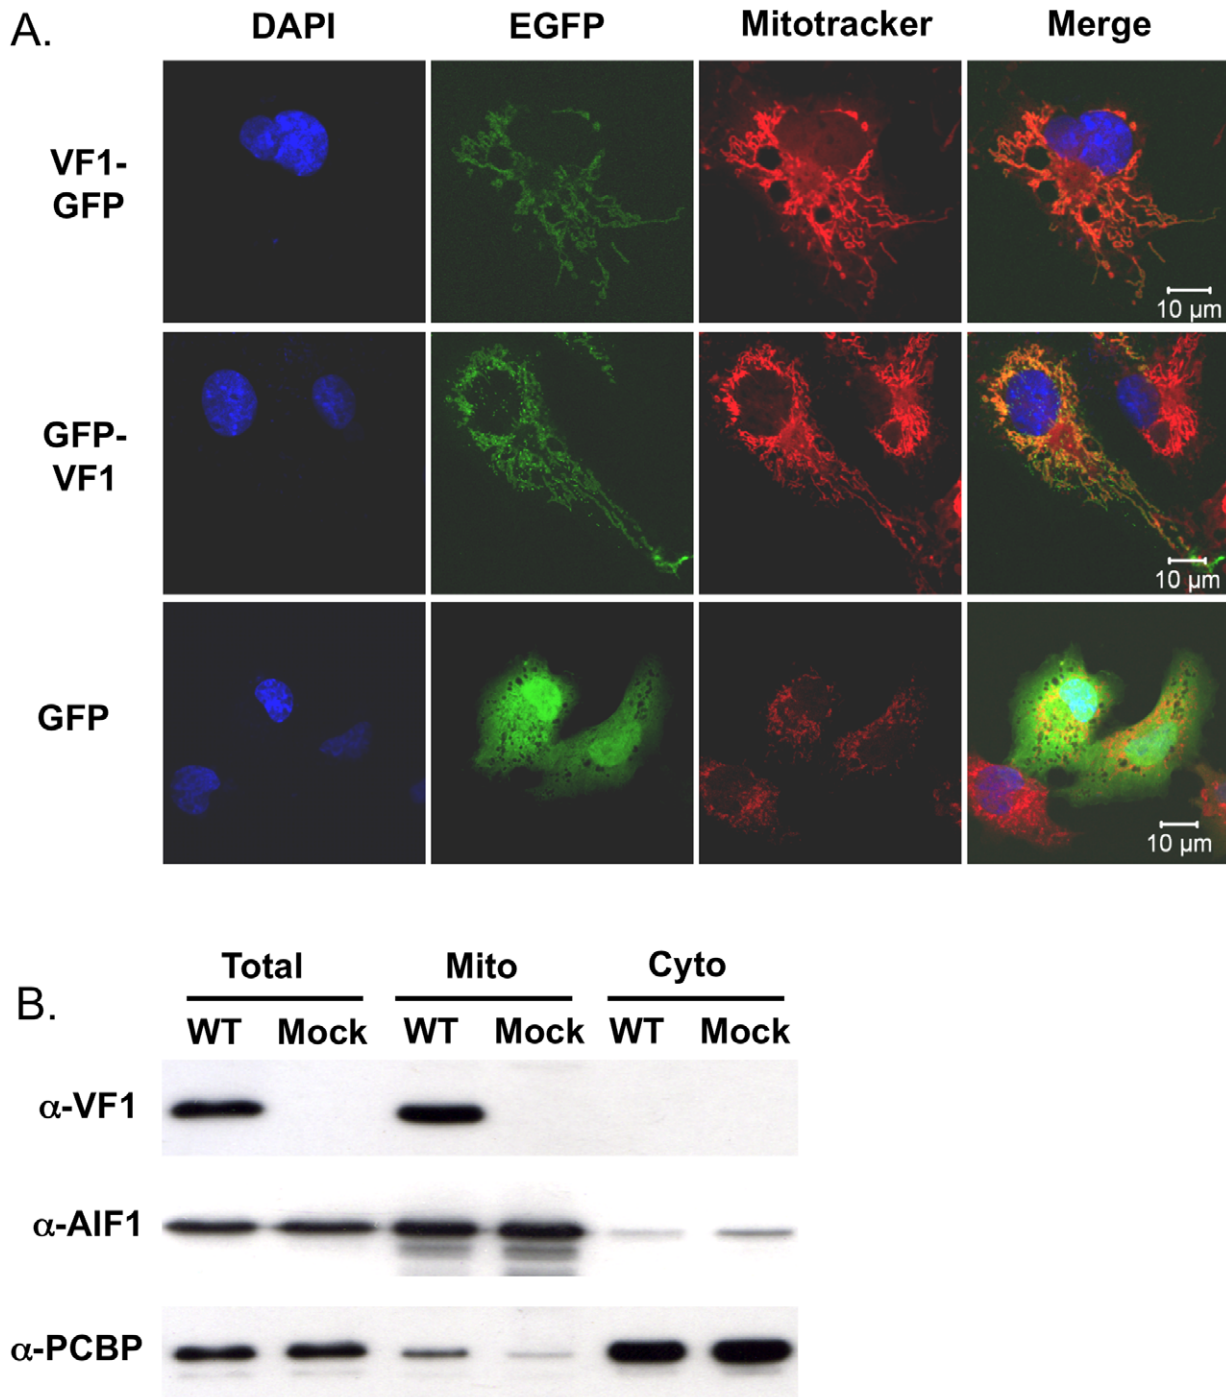 A.
DAPI EGFP Mitotracker Merge
VF1-
GFP
10 µm
GFP-
VF1
10 µm
GFP
10 µm
B.
Total Mito Cyto
WT Mock WT Mock WT Mock
α-VF1
α-AIF1
α-PCBP